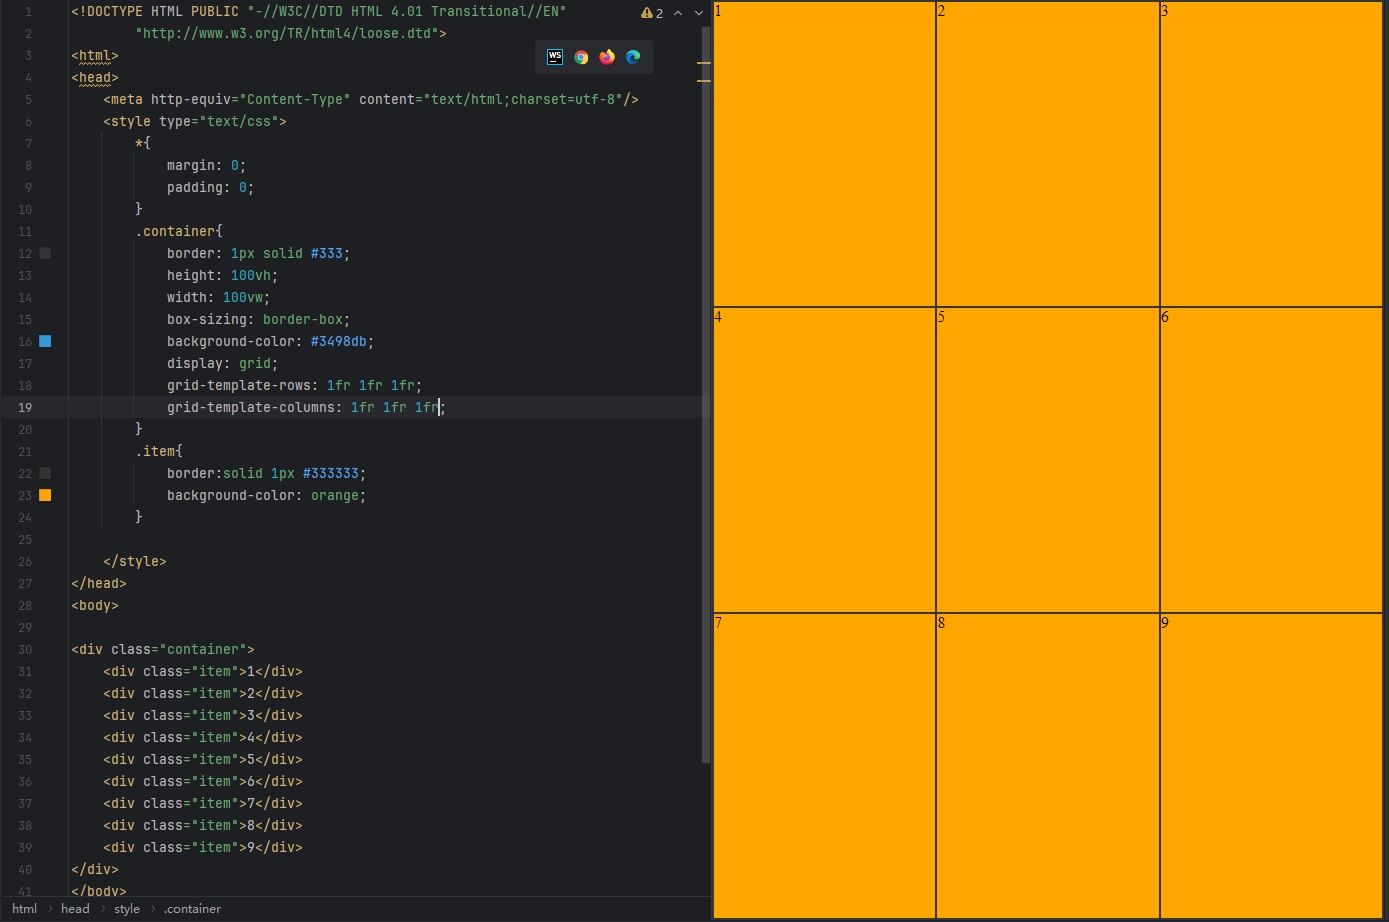 1 <!DOCTYPE HTML PUBLIC "-//W3C//DTD HTML 4.01 Transitional//EN"
2 "http://www.w3.org/TR/html4/loose.dtd">
3 <html>
4 <head>
5 <meta http-equiv="Content-Type" content="text/html;charset=utf-8"/>
6 <style type="text/css">
7 *{
8 margin: 0;
9 padding: 0;
10 }
11 .container{
12 border: 1px solid #333;
13 height: 100vh;
14 width: 100vw;
15 box-sizing: border-box;
16 background-color: #3498db;
17 display: grid;
18 grid-template-rows: 1fr 1fr 1fr;
19 grid-template-columns: 1fr 1fr 1fr;
20 }
21 .item{
22 border:solid 1px #333333;
23 background-color: orange;
24 }
25
26 </style>
27 </head>
28 <body>
29
30 <div class="container">
31 <div class="item">1</div>
32 <div class="item">2</div>
33 <div class="item">3</div>
34 <div class="item">4</div>
35 <div class="item">5</div>
36 <div class="item">6</div>
37 <div class="item">7</div>
38 <div class="item">8</div>
39 <div class="item">9</div>
40 </div>
41 </body>
html › head › style › .container
2
WS
1 2 3
4 5 6
7 8 9